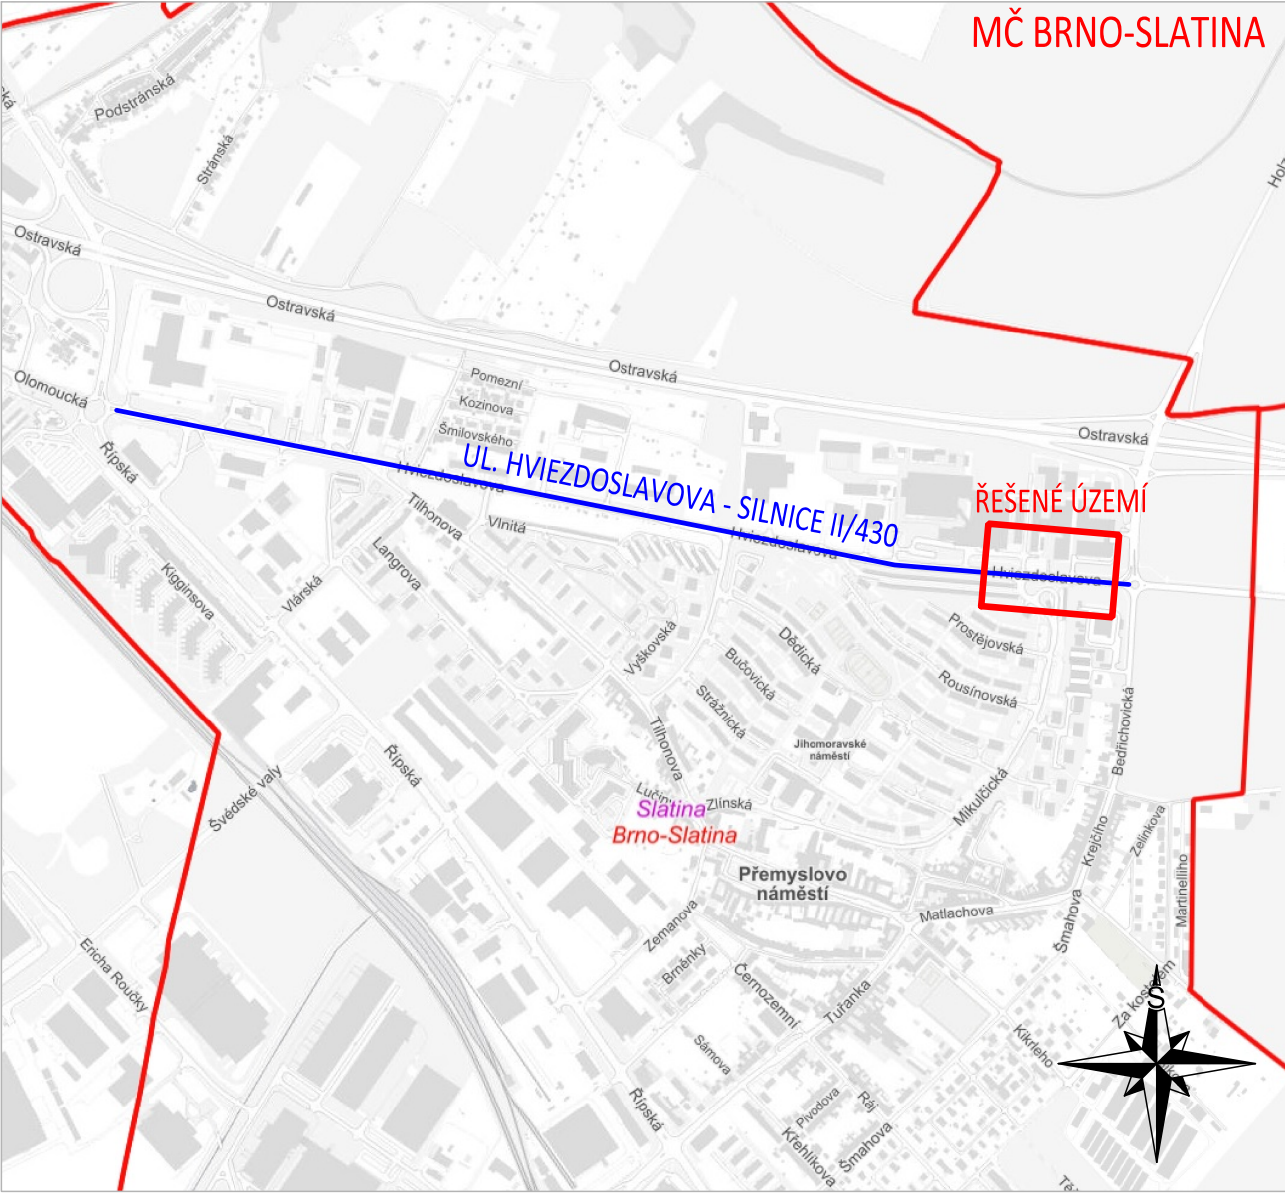 MČ BRNO-SLATINA
Podstránská
Stránská
Ostravská
Ostravská
Ostravská
Ostravská
Olomoucká
Pomezní
Kozinova
Šmilovského
Hviezdoslavova
UL. HVIEZDOSLAVOVA - SILNICE II/430
Hviezdoslavova
ŘEŠENÉ ÚZEMÍ
Hviezdoslavova
Řípská
Tilhonova
Vlnitá
Langrova
Kigginsova
Vlárská
Vyškovská
Dědická
Bučovická
Strážnická
Prostějovská
Rousínovská
Tilhonova
Jihomoravské
náměstí
Bedřichovická
Řípská
Švédské valy
Mikulčická
Zlínská
Slatina
Brno-Slatina
Krejčího
Zelinkova
Martinelliho
Přemyslovo
náměstí
Matlachova
Šmahova
Zemanova
Brněnky
Černozemní
Tuřanka
Ericha Roučky
Za kostelem
S
Kikrleho
Sámova
Řípská
Pivodova
Ráj
Křehlíkova
Šmahova